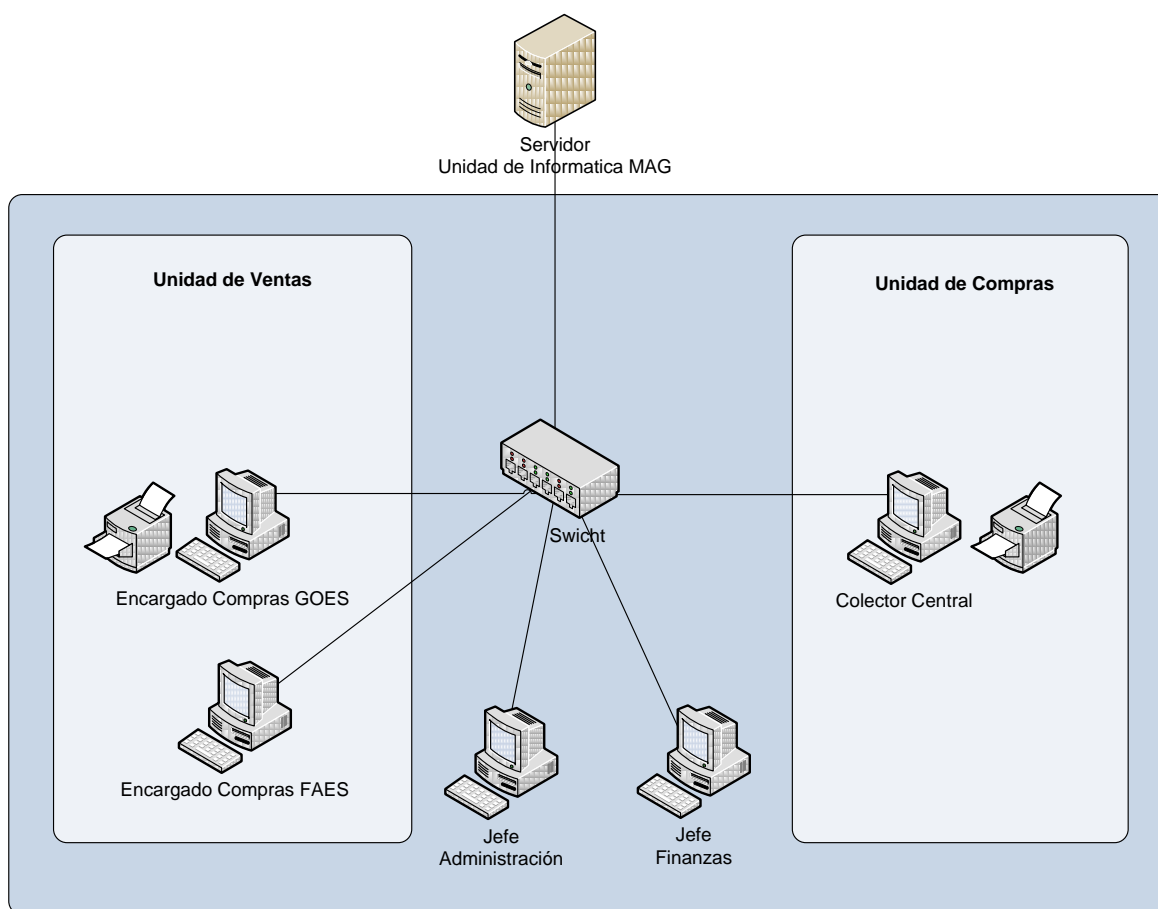 Servidor
Unidad de Informatica MAG
Unidad de Ventas
Unidad de Compras
Swicht
Encargado Compras GOES
Colector Central
Encargado Compras FAES
Jefe
Administración
Jefe
Finanzas